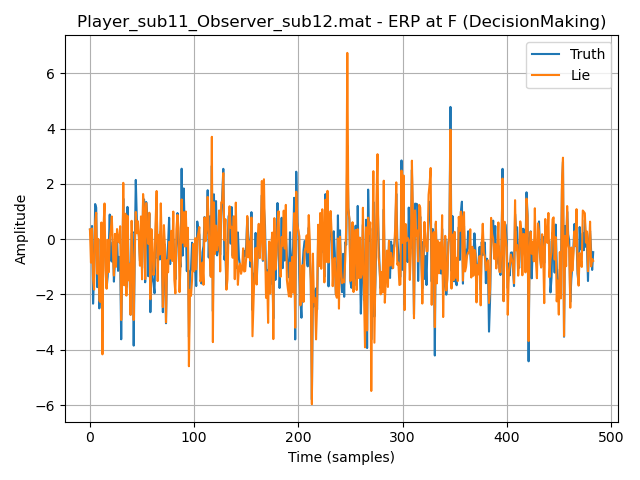 Player_sub11_Observer_sub12.mat - ERP at F (DecisionMaking)
Truth
Lie
Amplitude
6
4
2
0
−2
−4
−6
0 100 200 300 400 500
Time (samples)